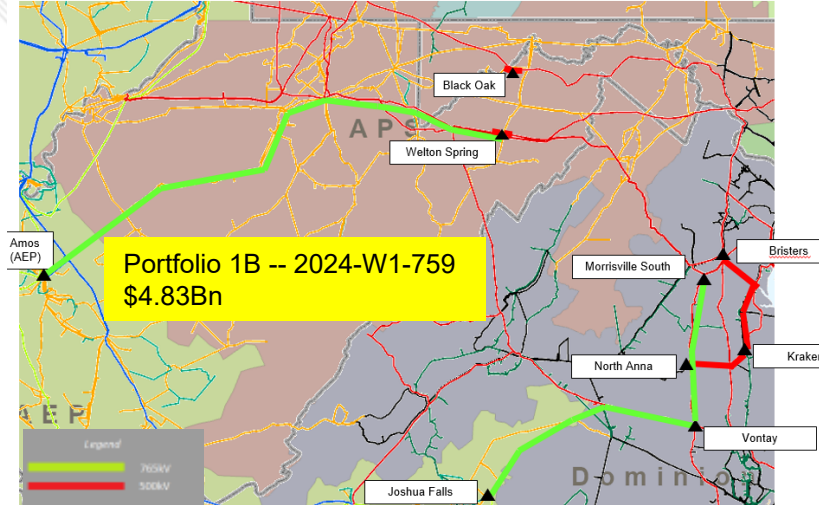 Black Oak
APS
Welton Spring
Amos
(AEP)
Portfolio 1B -- 2024-W1-759
$4.83Bn
Morrisville South
Bristers
North Anna
Kraken
AEP
Legend
765kV
500kV
Vontay
Joshua Falls
Dominion